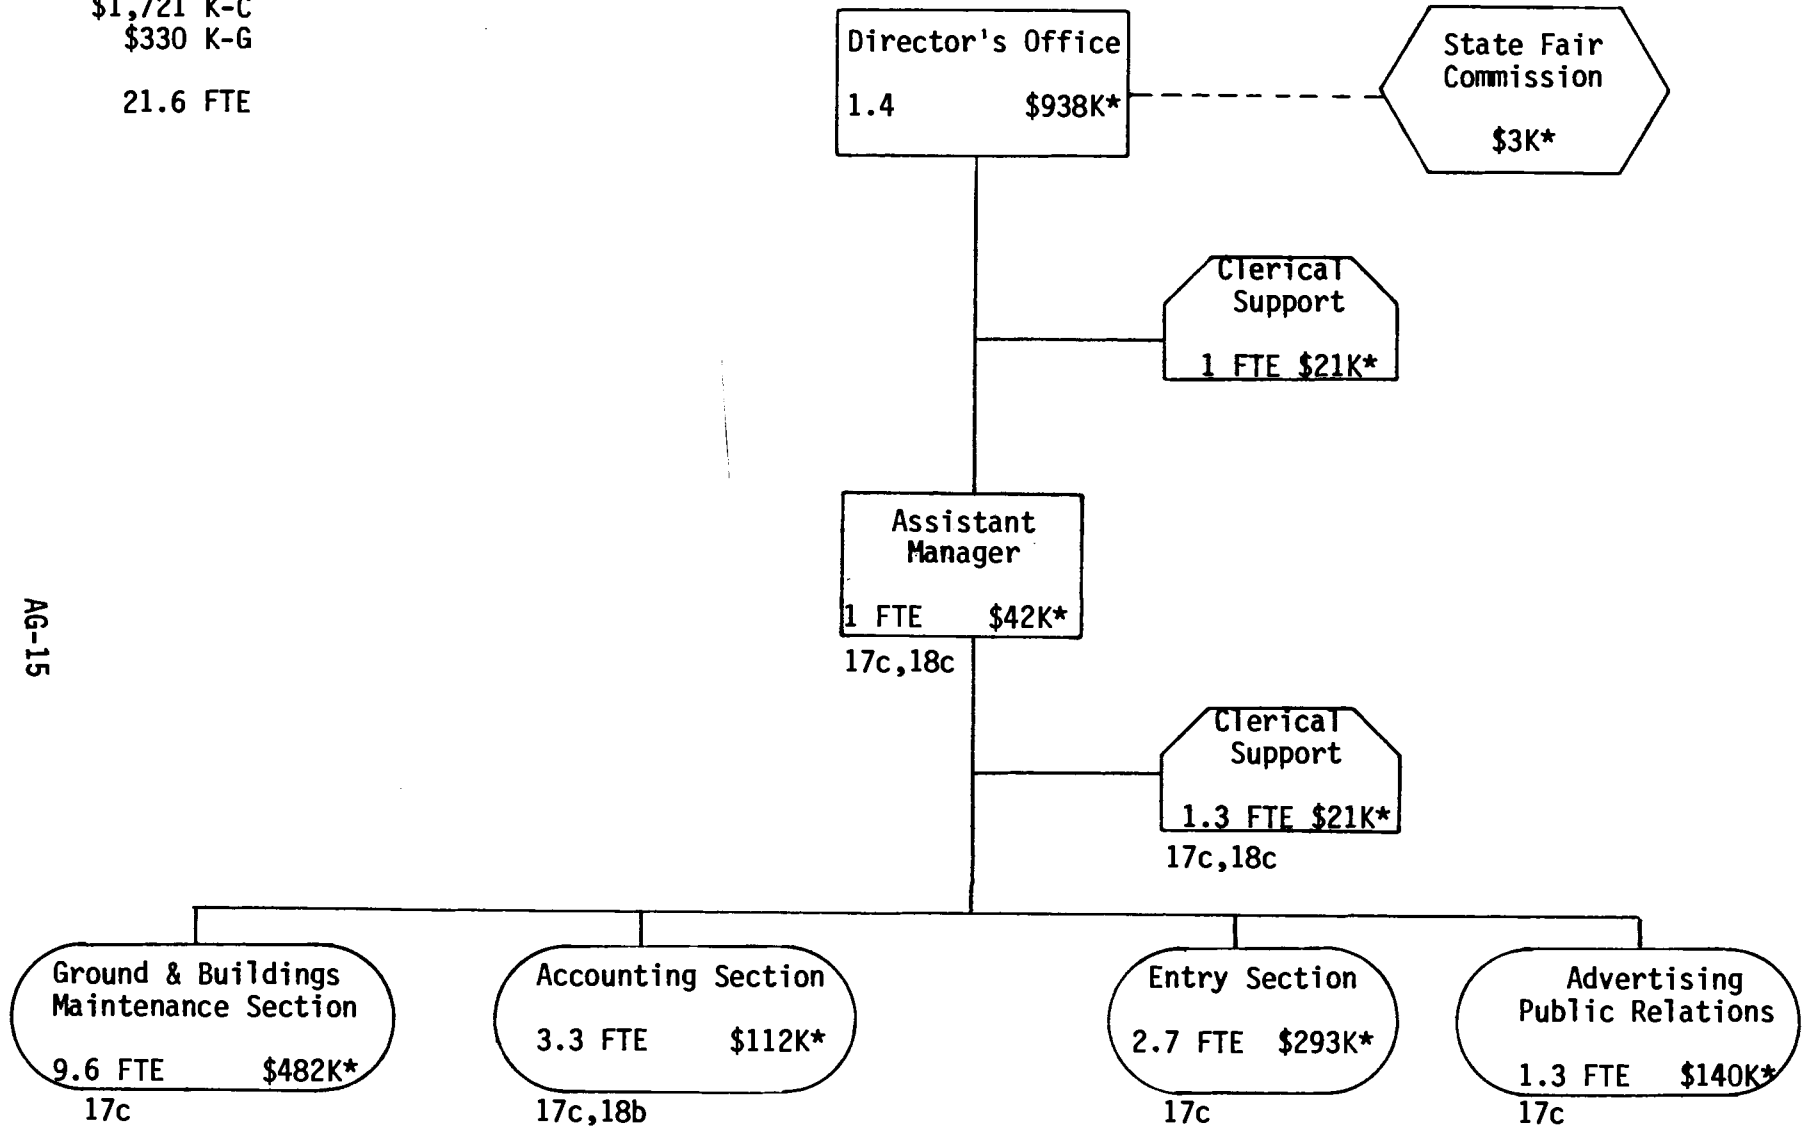 $1,721 K-C
$330 K-G
21.6 FTE
Director's Office
1.4 $938K*
State Fair
Commission
$3K*
Clerical
Support
1 FTE $21K*
Assistant
Manager
1 FTE $42K*
17c,18c
Clerical
Support
1.3 FTE $21K*
17c,18c
AG-15
Ground & Buildings
Maintenance Section
9.6 FTE $482K*
17c
Accounting Section
3.3 FTE $112K*
17c,18b
Entry Section
2.7 FTE $293K*
17c
Advertising
Public Relations
1.3 FTE $140K*
17c